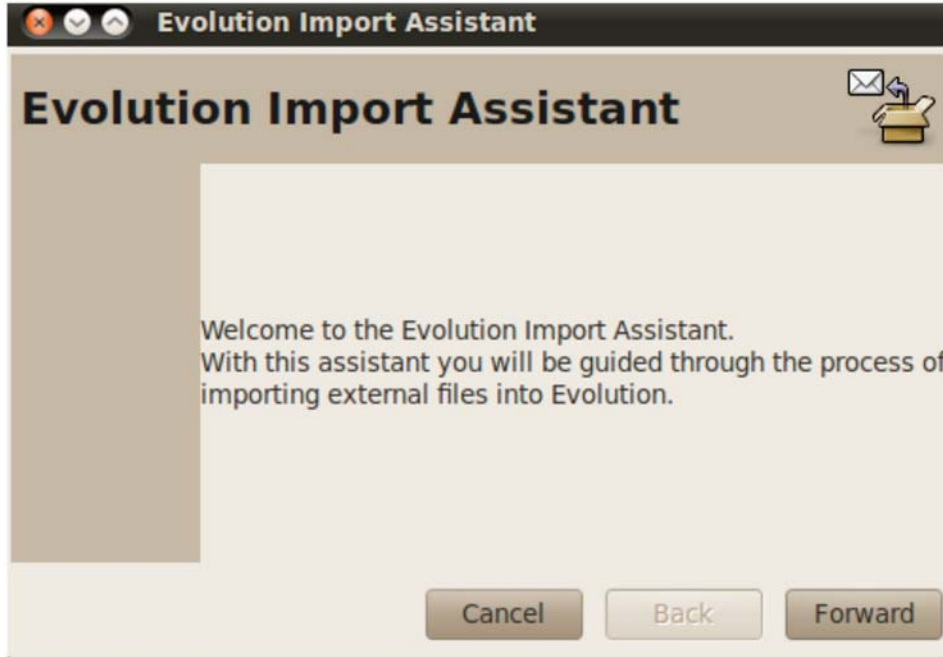 Evolution Import Assistant
Evolution Import Assistant
Welcome to the Evolution Import Assistant.
With this assistant you will be guided through the process of
importing external files into Evolution.
Cancel Back Forward